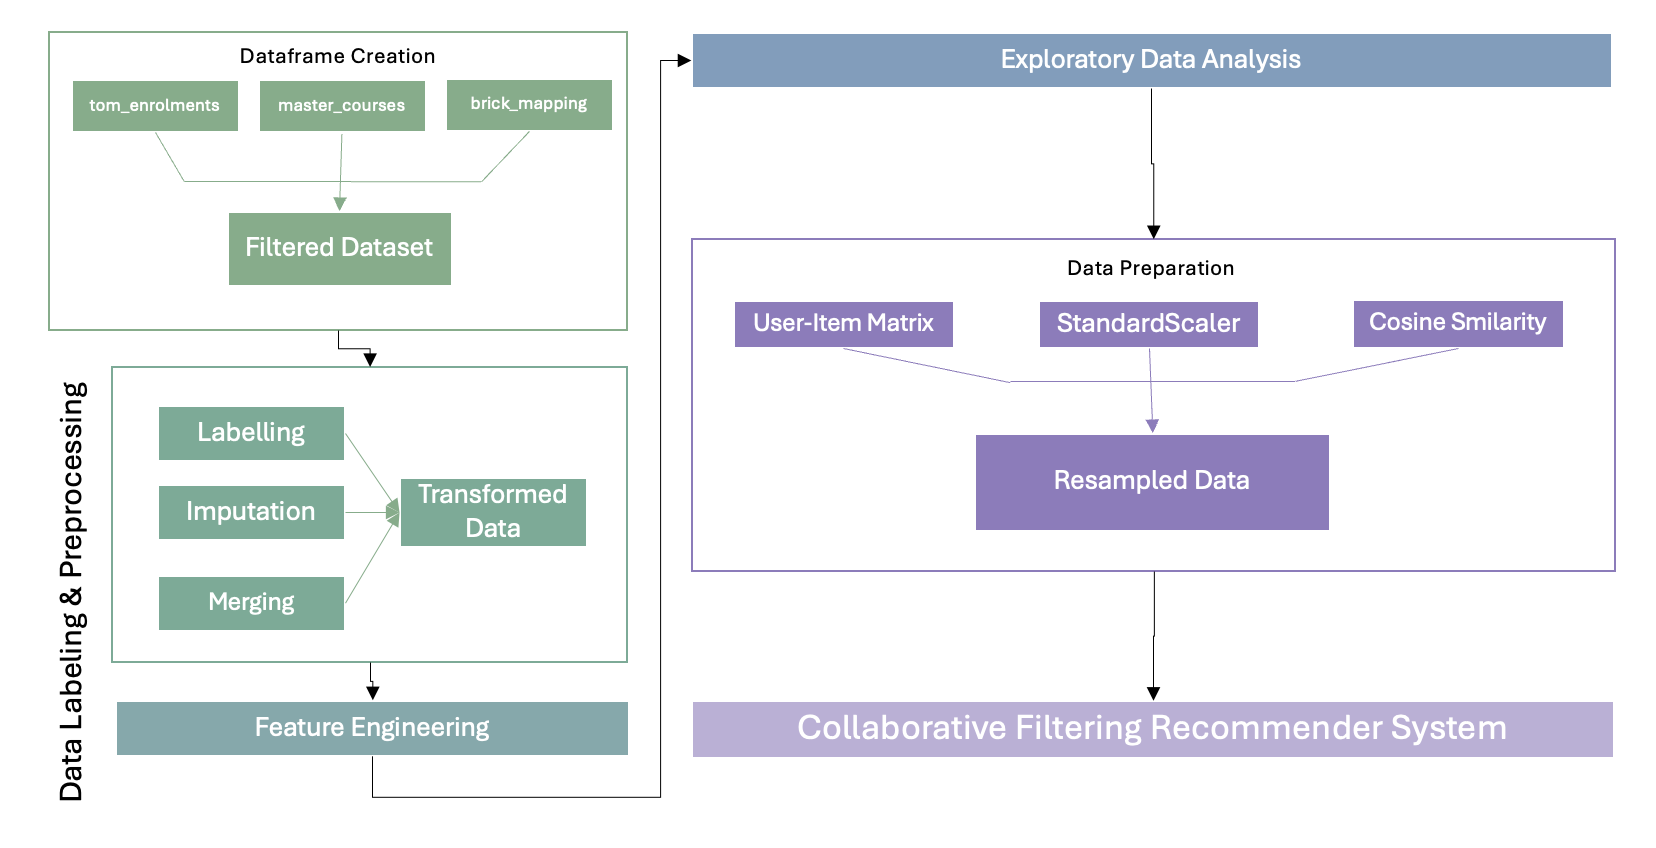 Dataframe Creation
tom_enrolments
master_courses
brick_mapping
Filtered Dataset
Data Labeling & Preprocessing
Labelling
Imputation
Merging
Transformed
Data
Feature Engineering
Exploratory Data Analysis
Data Preparation
User-Item Matrix
StandardScaler
Cosine Smilarity
Resampled Data
Collaborative Filtering Recommender System